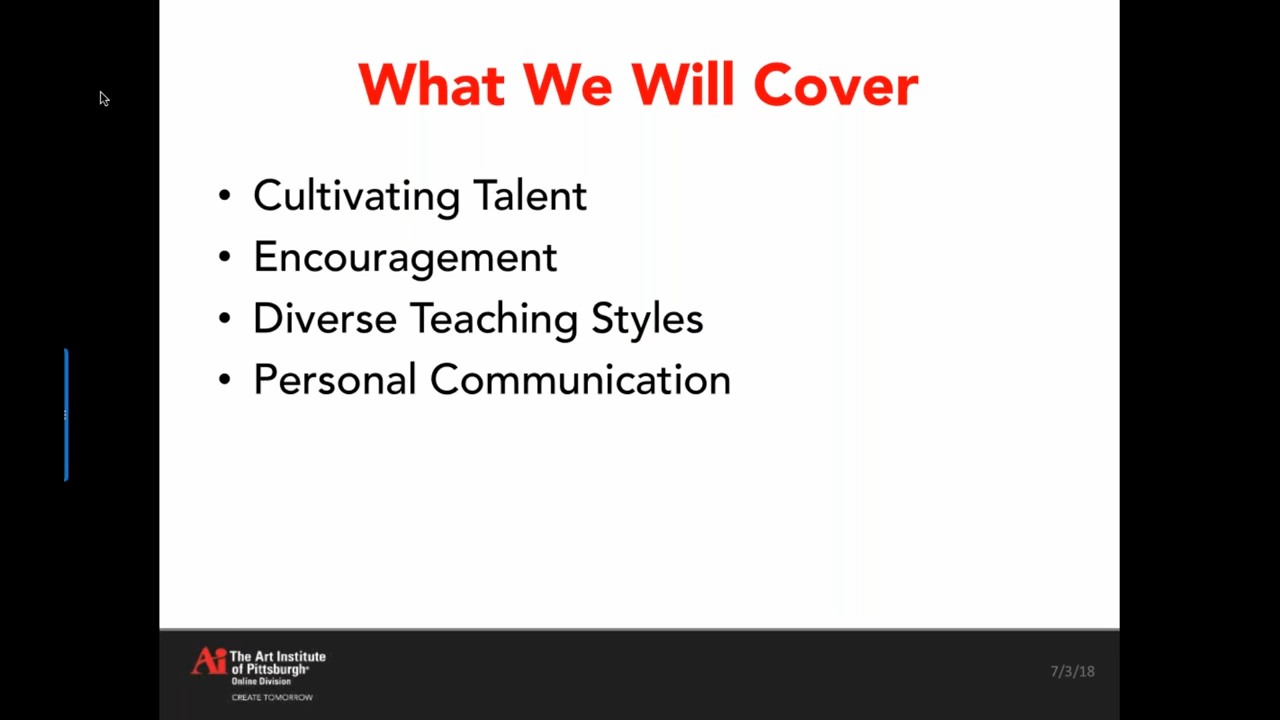 What We Will Cover
• Cultivating Talent
• Encouragement
• Diverse Teaching Styles
• Personal Communication
Ai The Art Institute
of Pittsburgh
Online Division
CREATE TOMORROW
7/3/18